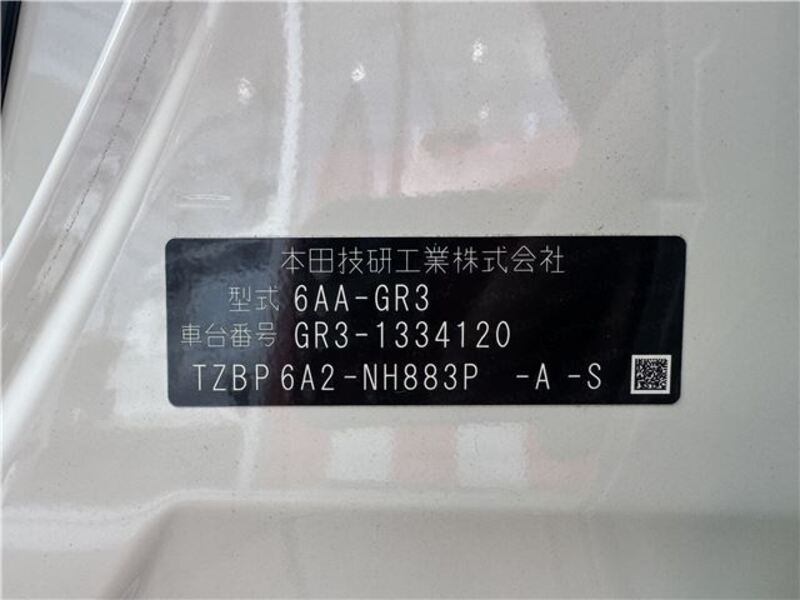 本田技研工業株式会社
型式 6AA-GR3
車台番号 GR3-1334120
TZBP 6A2-NH883P -A -S